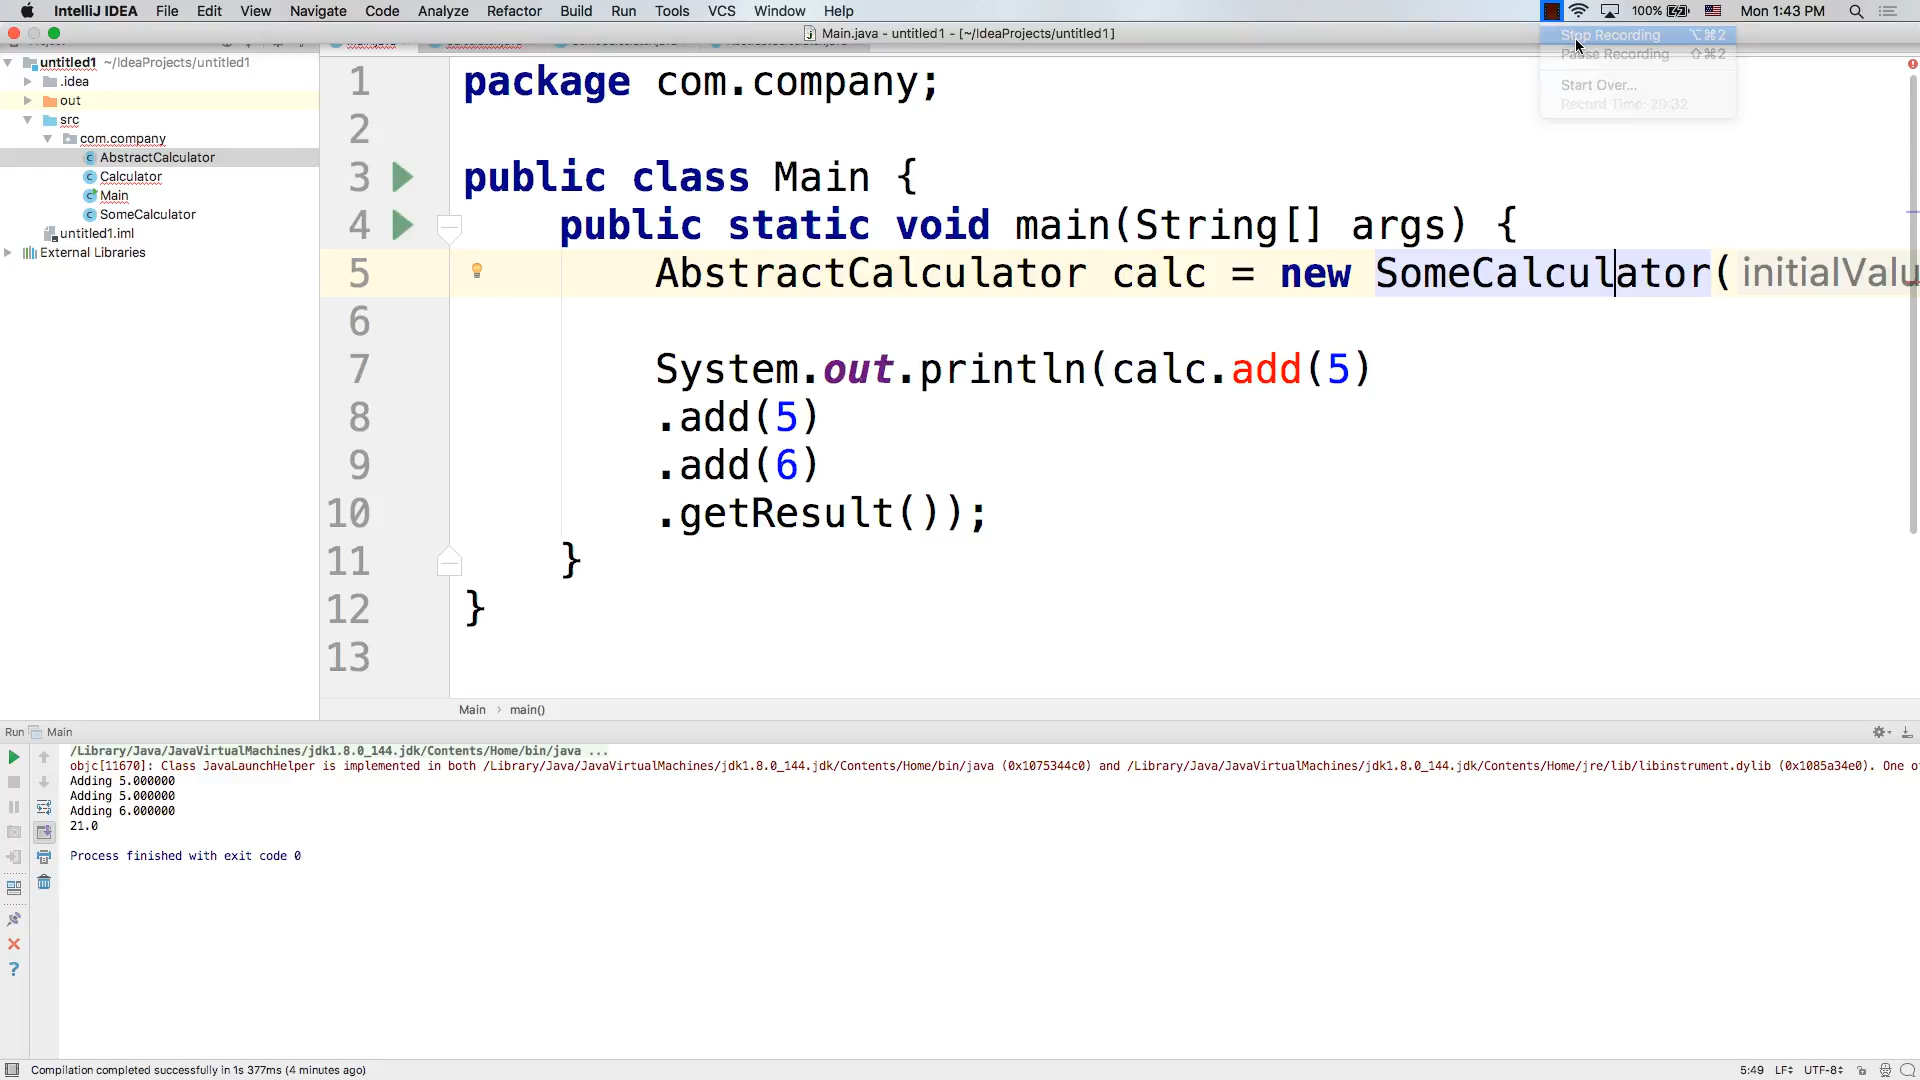 IntelliJ IDEA File Edit View Navigate Code Analyze Refactor Build Run Tools VCS Window Help 100% Mon 1:43 PM
Main.java - untitled1 - [~/IdeaProjects/untitled1]
Stop Recording ⌥⌘2
Pause Recording ⇧⌘2
Start Over...
Record Time: 20:32
untitled1 ~/IdeaProjects/untitled1
.idea
out
src
com.company
AbstractCalculator
Calculator
Main
SomeCalculator
untitled1.iml
External Libraries
1 package com.company;
2
3 public class Main {
4 public static void main(String[] args) {
5 AbstractCalculator calc = new SomeCalculator( initialValu
6
7 System.out.println(calc.add(5)
8 .add(5)
9 .add(6)
10 .getResult());
11 }
12 }
13
Main › main()
Run Main
/Library/Java/JavaVirtualMachines/jdk1.8.0_144.jdk/Contents/Home/bin/java ...
objc[11670]: Class JavaLaunchHelper is implemented in both /Library/Java/JavaVirtualMachines/jdk1.8.0_144.jdk/Contents/Home/bin/java (0x1075344c0) and /Library/Java/JavaVirtualMachines/jdk1.8.0_144.jdk/Contents/Home/jre/lib/libinstrument.dylib (0x1085a34e0). One o
Adding 5.000000
Adding 5.000000
Adding 6.000000
21.0
Process finished with exit code 0
Compilation completed successfully in 1s 377ms (4 minutes ago) 5:49 LF÷ UTF-8÷